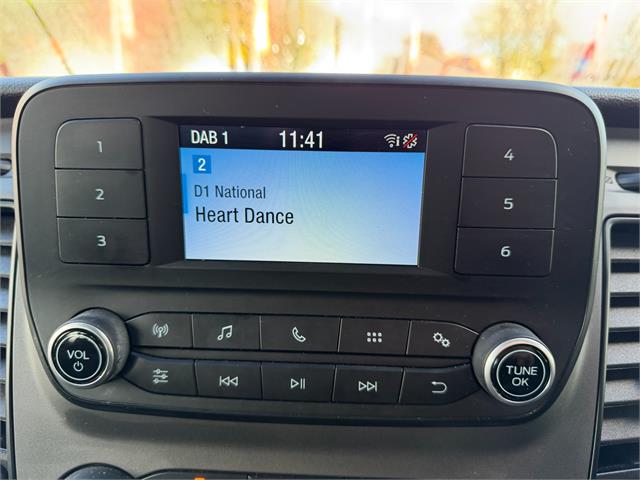 DAB 1 11:41
2
D1 National
Heart Dance
1
2
3
4
5
6
VOL
TUNE
OK